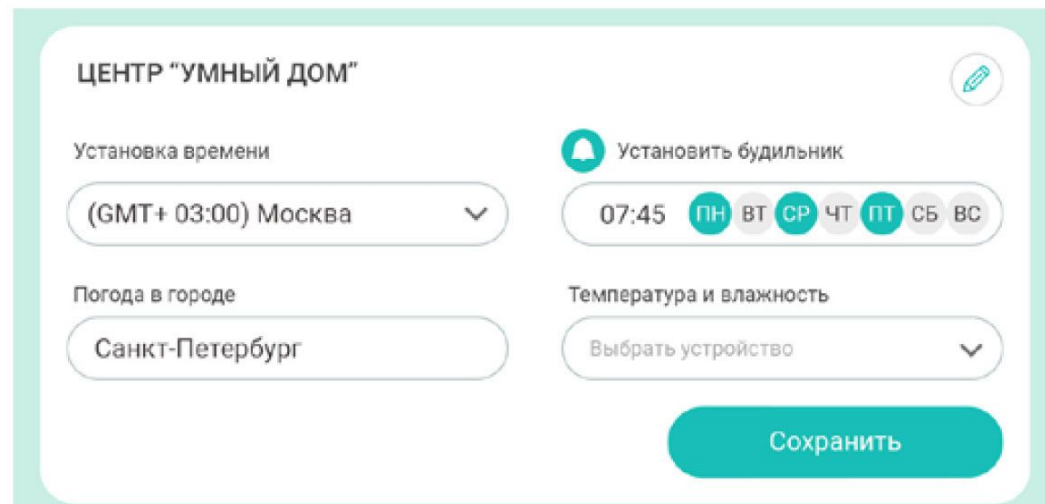 ЦЕНТР “УМНЫЙ ДОМ”
Установка времени
(GMT+ 03:00) Москва
Установить будильник
07:45 ПН ВТ СР ЧТ ПТ СБ ВС
Погода в городе
Санкт-Петербург
Температура и влажность
Выбрать устройство
Сохранить